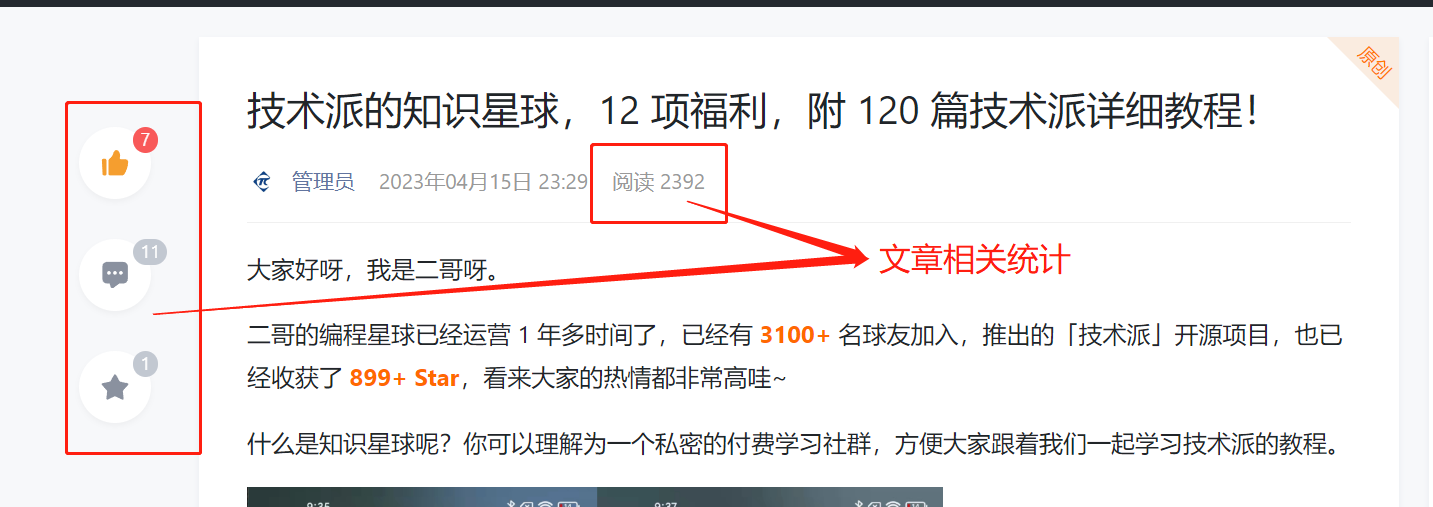 原创
技术派的知识星球，12 项福利，附 120 篇技术派详细教程！
7
管理员 2023年04月15日 23:29 阅读 2392
11
文章相关统计
大家好呀，我是二哥呀。
二哥的编程星球已经运营 1 年多时间了，已经有 3100+ 名球友加入，推出的「技术派」开源项目，也已
1
经收获了 899+ Star，看来大家的热情都非常高哇~
什么是知识星球呢？你可以理解为一个私密的付费学习社群，方便大家跟着我们一起学习技术派的教程。